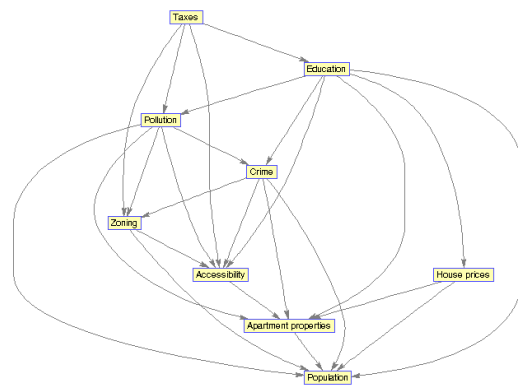 Taxes
Education
Pollution
Crime
Zoning
Accessibility
House prices
Apartment properties
Population